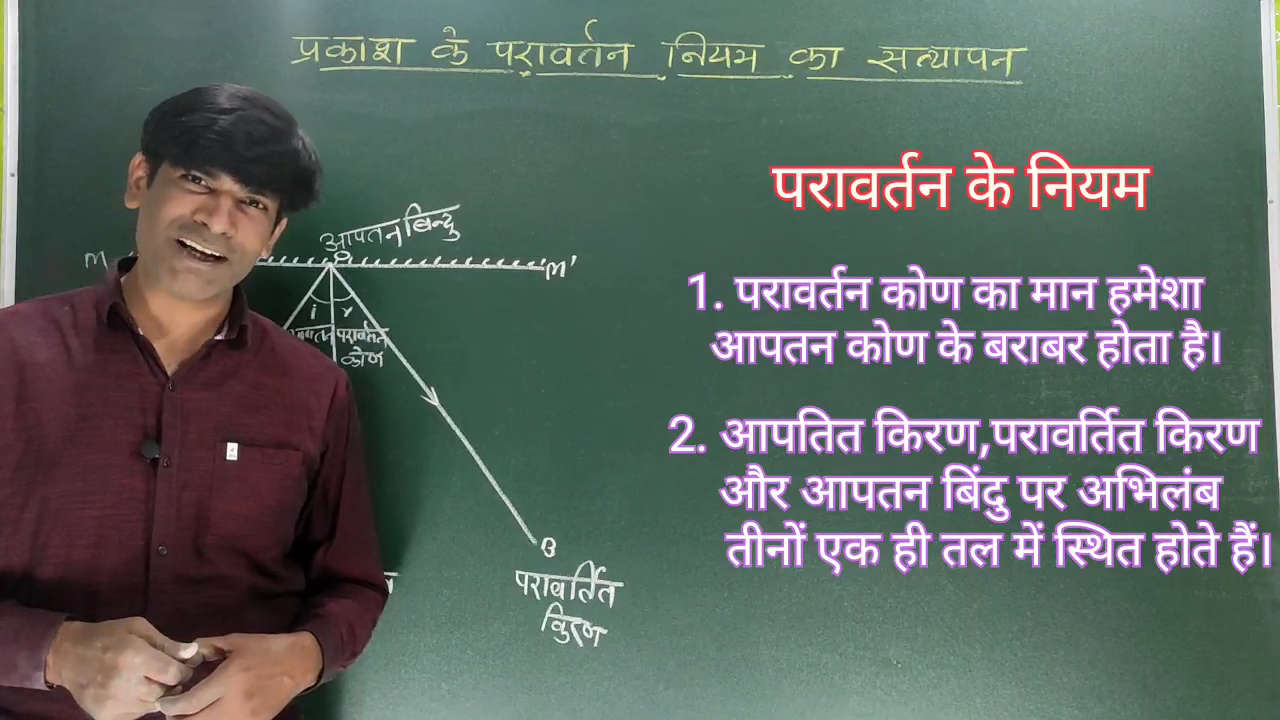 प्रकाश के परावर्तन नियम का सत्यापन
परावर्तन के नियम
आपतन बिन्दु
M
O
M'
1. परावर्तन कोण का मान हमेशा
आपतन कोण के बराबर होता है।
i r
परावर्तन
कोण
2. आपतित किरण,परावर्तित किरण
और आपतन बिंदु पर अभिलंब
तीनों एक ही तल में स्थित होते हैं।
B
परावर्तित
किरण